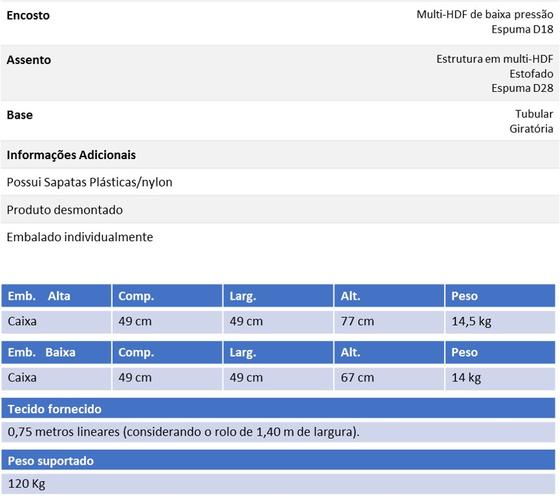 Encosto Multi-HDF de baixa pressão
Espuma D18
Assento Estrutura em multi-HDF
Estofado
Espuma D28
Base Tubular
Giratória
Informações Adicionais
Possui Sapatas Plásticas/nylon
Produto desmontado
Embalado individualmente
Emb. Alta Comp. Larg. Alt. Peso
Caixa 49 cm 49 cm 77 cm 14,5 kg
Emb. Baixa Comp. Larg. Alt. Peso
Caixa 49 cm 49 cm 67 cm 14 kg
Tecido fornecido
0,75 metros lineares (considerando o rolo de 1,40 m de largura).
Peso suportado
120 Kg